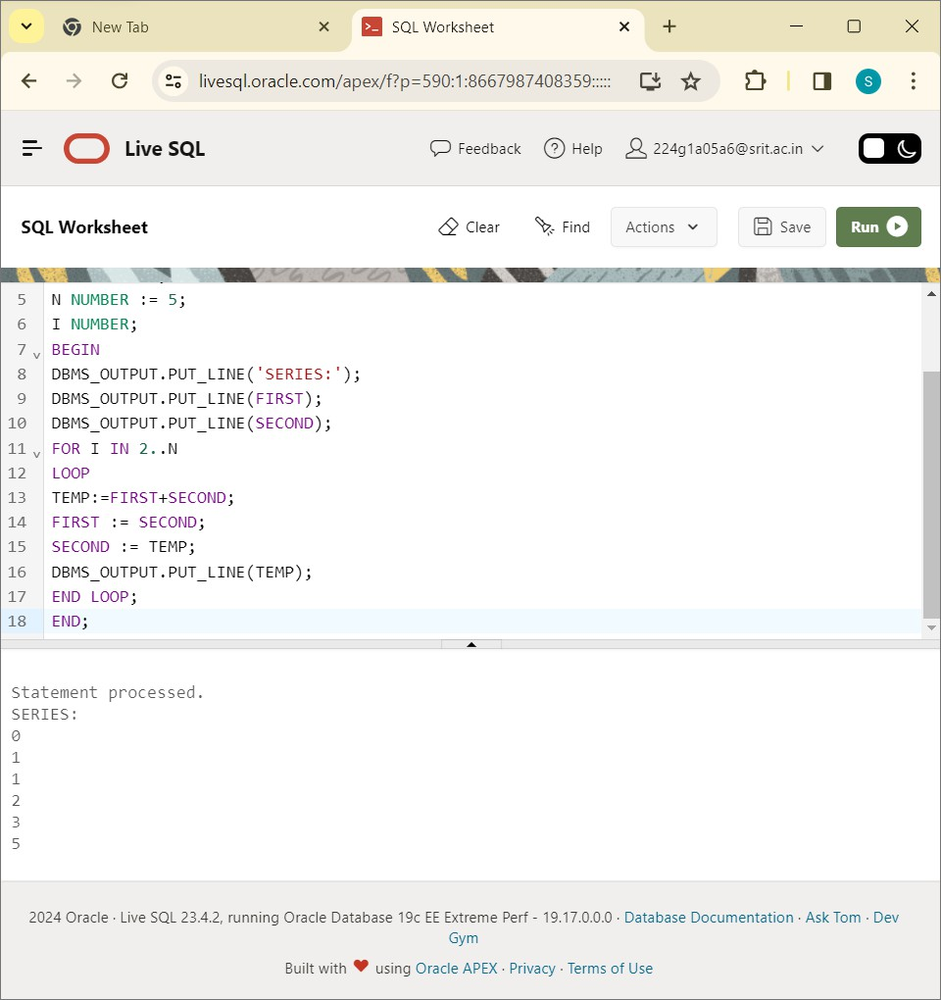 New Tab
SQL Worksheet
livesql.oracle.com/apex/f?p=590:1:8667987408359:::::
S
Live SQL
Feedback
Help
224g1a05a6@srit.ac.in
SQL Worksheet
Clear
Find
Actions
Save
Run
5 N NUMBER := 5;
6 I NUMBER;
7 BEGIN
8 DBMS_OUTPUT.PUT_LINE('SERIES:');
9 DBMS_OUTPUT.PUT_LINE(FIRST);
10 DBMS_OUTPUT.PUT_LINE(SECOND);
11 FOR I IN 2..N
12 LOOP
13 TEMP:=FIRST+SECOND;
14 FIRST := SECOND;
15 SECOND := TEMP;
16 DBMS_OUTPUT.PUT_LINE(TEMP);
17 END LOOP;
18 END;
Statement processed.
SERIES:
0
1
1
2
3
5
2024 Oracle · Live SQL 23.4.2, running Oracle Database 19c EE Extreme Perf - 19.17.0.0.0 · Database Documentation · Ask Tom · Dev
Gym
Built with ❤ using Oracle APEX · Privacy · Terms of Use